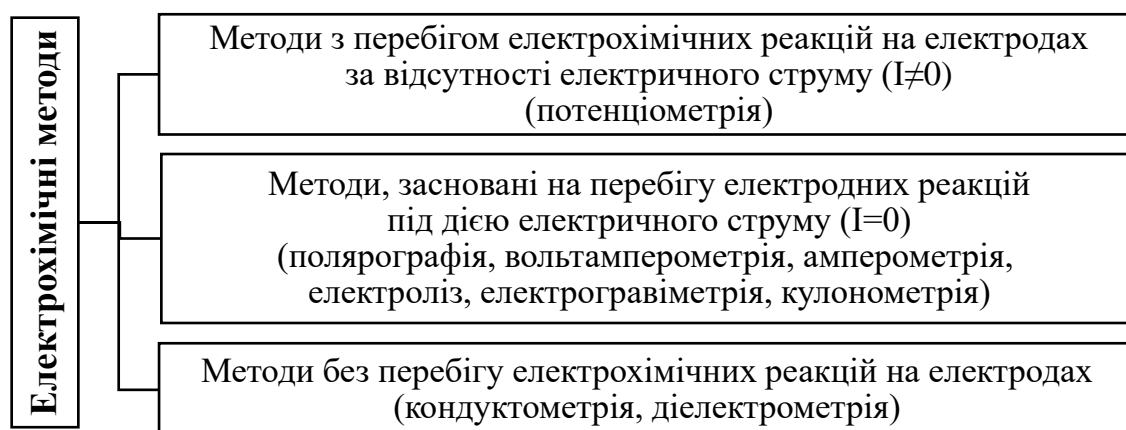 Електрохімічні методи
Методи з перебігом електрохімічних реакцій на електродах
за відсутності електричного струму (I≠0)
(потенціометрія)
Методи, засновані на перебігу електродних реакцій
під дією електричного струму (I=0)
(полярографія, вольтамперометрія, амперометрія,
електроліз, електрогравіметрія, кулонометрія)
Методи без перебігу електрохімічних реакцій на електродах
(кондуктометрія, діелектрометрія)